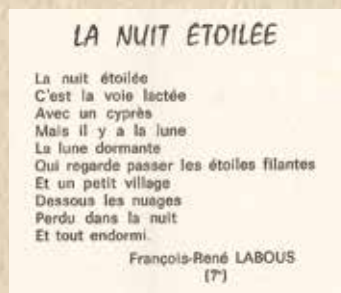 LA NUIT ÉTOILÉE
La nuit étoilée
C'est la voie lactée
Avec un cyprès
Mais il y a la lune
La lune dormante
Qui regarde passer les étoiles filantes
Et un petit village
Dessous les nuages
Perdu dans la nuit
Et tout endormi.
François-René LABOUS
(7e)